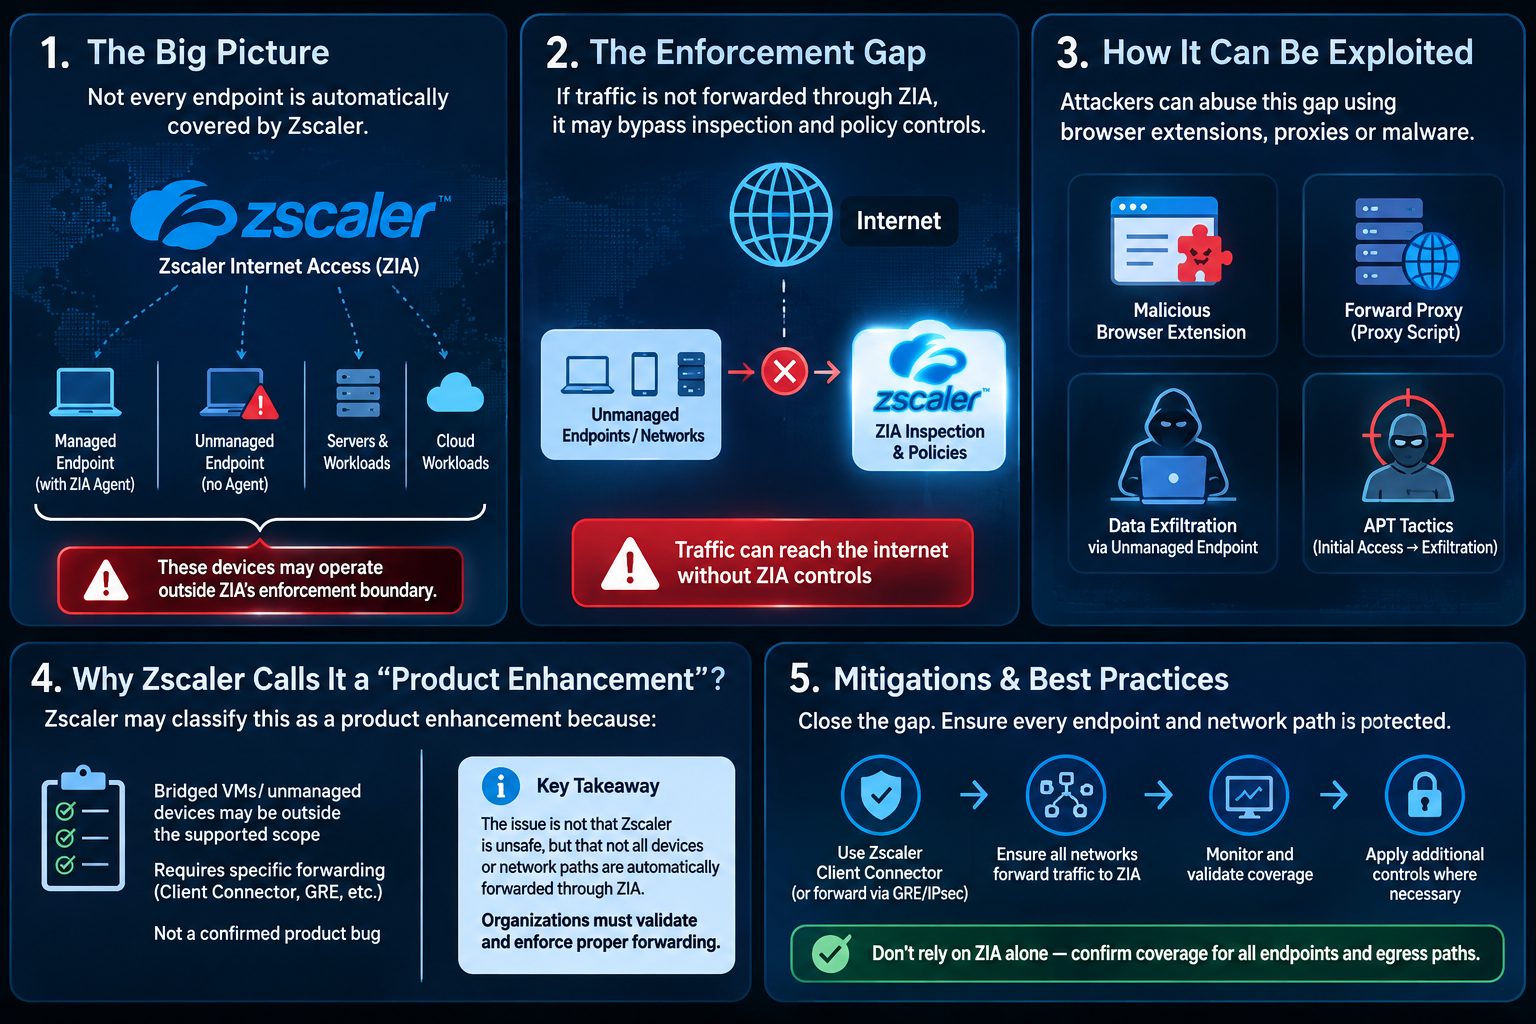 1. The Big Picture
Not every endpoint is automatically
covered by Zscaler.
zscaler™
Zscaler Internet Access (ZIA)
Managed
Endpoint
(with ZIA Agent)
Unmanaged
Endpoint
(no Agent)
Servers &
Workloads
Cloud
Workloads
These devices may operate
outside ZIA's enforcement boundary.
2. The Enforcement Gap
If traffic is not forwarded through ZIA,
it may bypass inspection and policy controls.
Internet
Unmanaged
Endpoints / Networks
zscaler™
ZIA Inspection
& Policies
Traffic can reach the internet
without ZIA controls
3. How It Can Be Exploited
Attackers can abuse this gap using
browser extensions, proxies or malware.
Malicious
Browser Extension
Forward Proxy
(Proxy Script)
Data Exfiltration
via Unmanaged Endpoint
APT Tactics
(Initial Access → Exfiltration)
4. Why Zscaler Calls It a “Product Enhancement”?
Zscaler may classify this as a product enhancement because:
Bridged VMs/ unmanaged
devices may be outside
the supported scope
Requires specific forwarding
(Client Connector, GRE, etc.)
Not a confirmed product bug
Key Takeaway
The issue is not that Zscaler
is unsafe, but that not all devices
or network paths are automatically
forwarded through ZIA.
Organizations must validate
and enforce proper forwarding.
5. Mitigations & Best Practices
Close the gap. Ensure every endpoint and network path is potected.
Use Zscaler
Client Connector
(or forward via GRE/IPsec)
Ensure all networks
forward traffic to ZIA
Monitor and
validate coverage
Apply additional
controls where
necessary
Don't rely on ZIA alone — confirm coverage for all endpoints and egress paths.